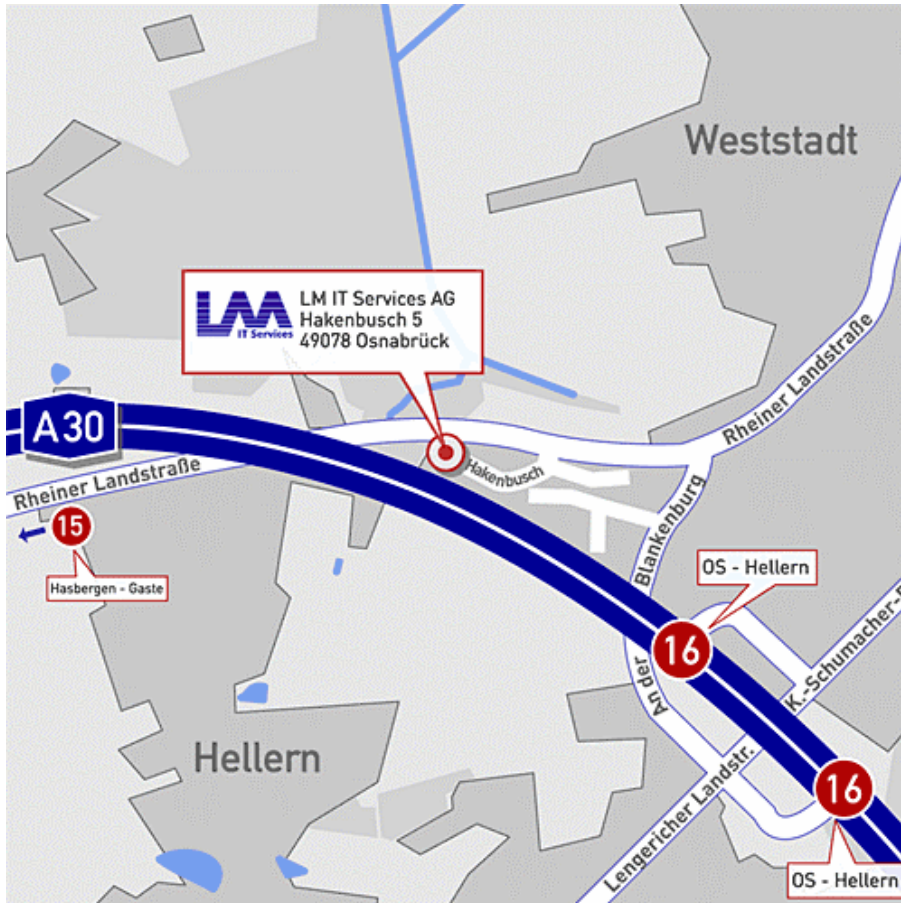 Weststadt
LM IT Services AG
Hakenbusch 5
49078 Osnabrück
LM
IT Services
Rheiner Landstraße
A30
Rheiner Landstraße
Hakenbusch
15
Hasbergen - Gaste
An der Blankenburg
OS - Hellern
16
K.-Schumacher-
Hellern
Lengericher Landstr.
16
OS - Hellern